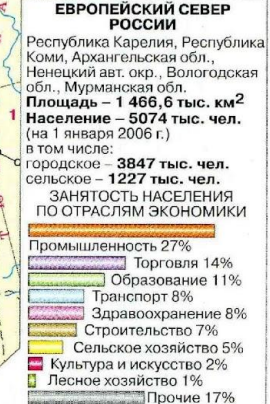 ЕВРОПЕЙСКИЙ СЕВЕР
РОССИИ
Республика Карелия, Республика
Коми, Архангельская обл.,
Ненецкий авт. окр., Вологодская
обл., Мурманская обл.
Площадь – 1 466,6 тыс. км²
Население – 5074 тыс. чел.
(на 1 января 2006 г.)
в том числе:
городское – 3847 тыс. чел.
сельское – 1227 тыс. чел.
ЗАНЯТОСТЬ НАСЕЛЕНИЯ
ПО ОТРАСЛЯМ ЭКОНОМИКИ
Промышленность 27%
Торговля 14%
Образование 11%
Транспорт 8%
Здравоохранение 8%
Строительство 7%
Сельское хозяйство 5%
Культура и искусство 2%
Лесное хозяйство 1%
Прочие 17%
1